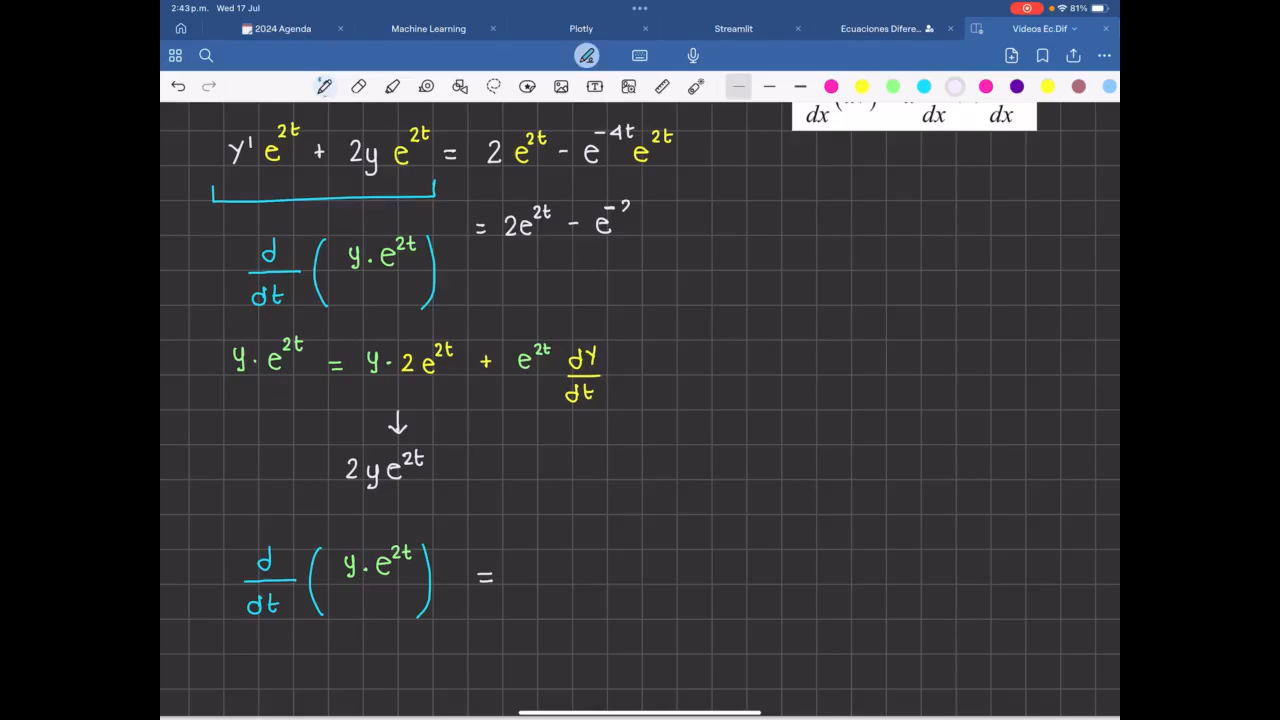 2:43 p.m. Wed 17 Jul 81%
2024 Agenda Machine Learning Plotly Streamlit Ecuaciones Difere... Videos Ec.Dif
dx dx dx
y' e^{2t} + 2y e^{2t} = 2 e^{2t} - e^{-4t} e^{2t}
= 2e^{2t} - e^{-2}
d/dt ( y · e^{2t} )
y · e^{2t} = y · 2 e^{2t} + e^{2t} dy/dt
↓
2 y e^{2t}
d/dt ( y · e^{2t} ) =